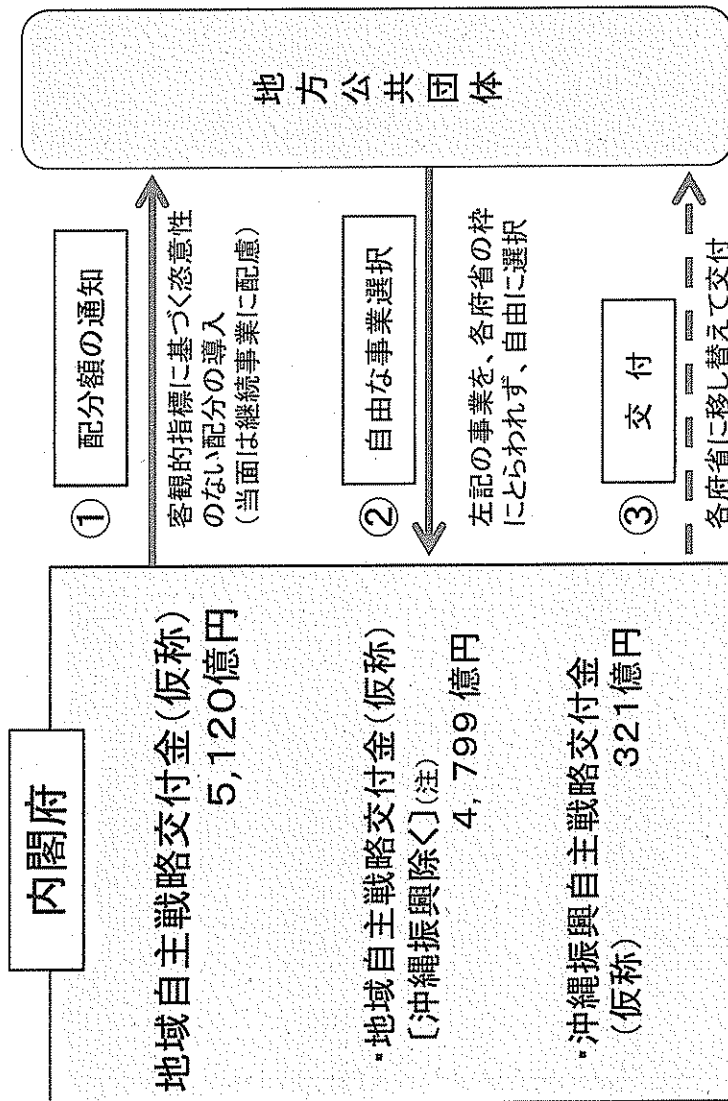 内閣府
地域自主戦略交付金(仮称)
5,120億円
・地域自主戦略交付金(仮称)
〔沖縄振興除く〕(注)
4,799億円
・沖縄振興自主戦略交付金
(仮称) 321億円
① 配分額の通知
客観的指標に基づく恣意性
のない配分の導入
(当面は継続事業に配慮)
② 自由な事業選択
左記の事業を、各府省の枠
にとらわれず、自由に選択
③ 交付
各府省に移し替えて交付
地方公共団体